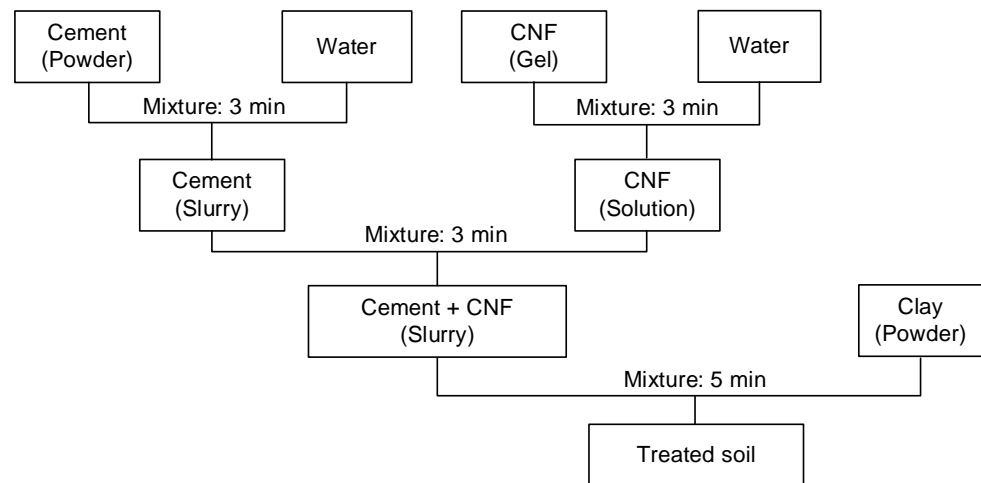 Cement
(Powder)
Water
CNF
(Gel)
Water
Mixture: 3 min
Mixture: 3 min
Cement
(Slurry)
CNF
(Solution)
Mixture: 3 min
Cement + CNF
(Slurry)
Clay
(Powder)
Mixture: 5 min
Treated soil